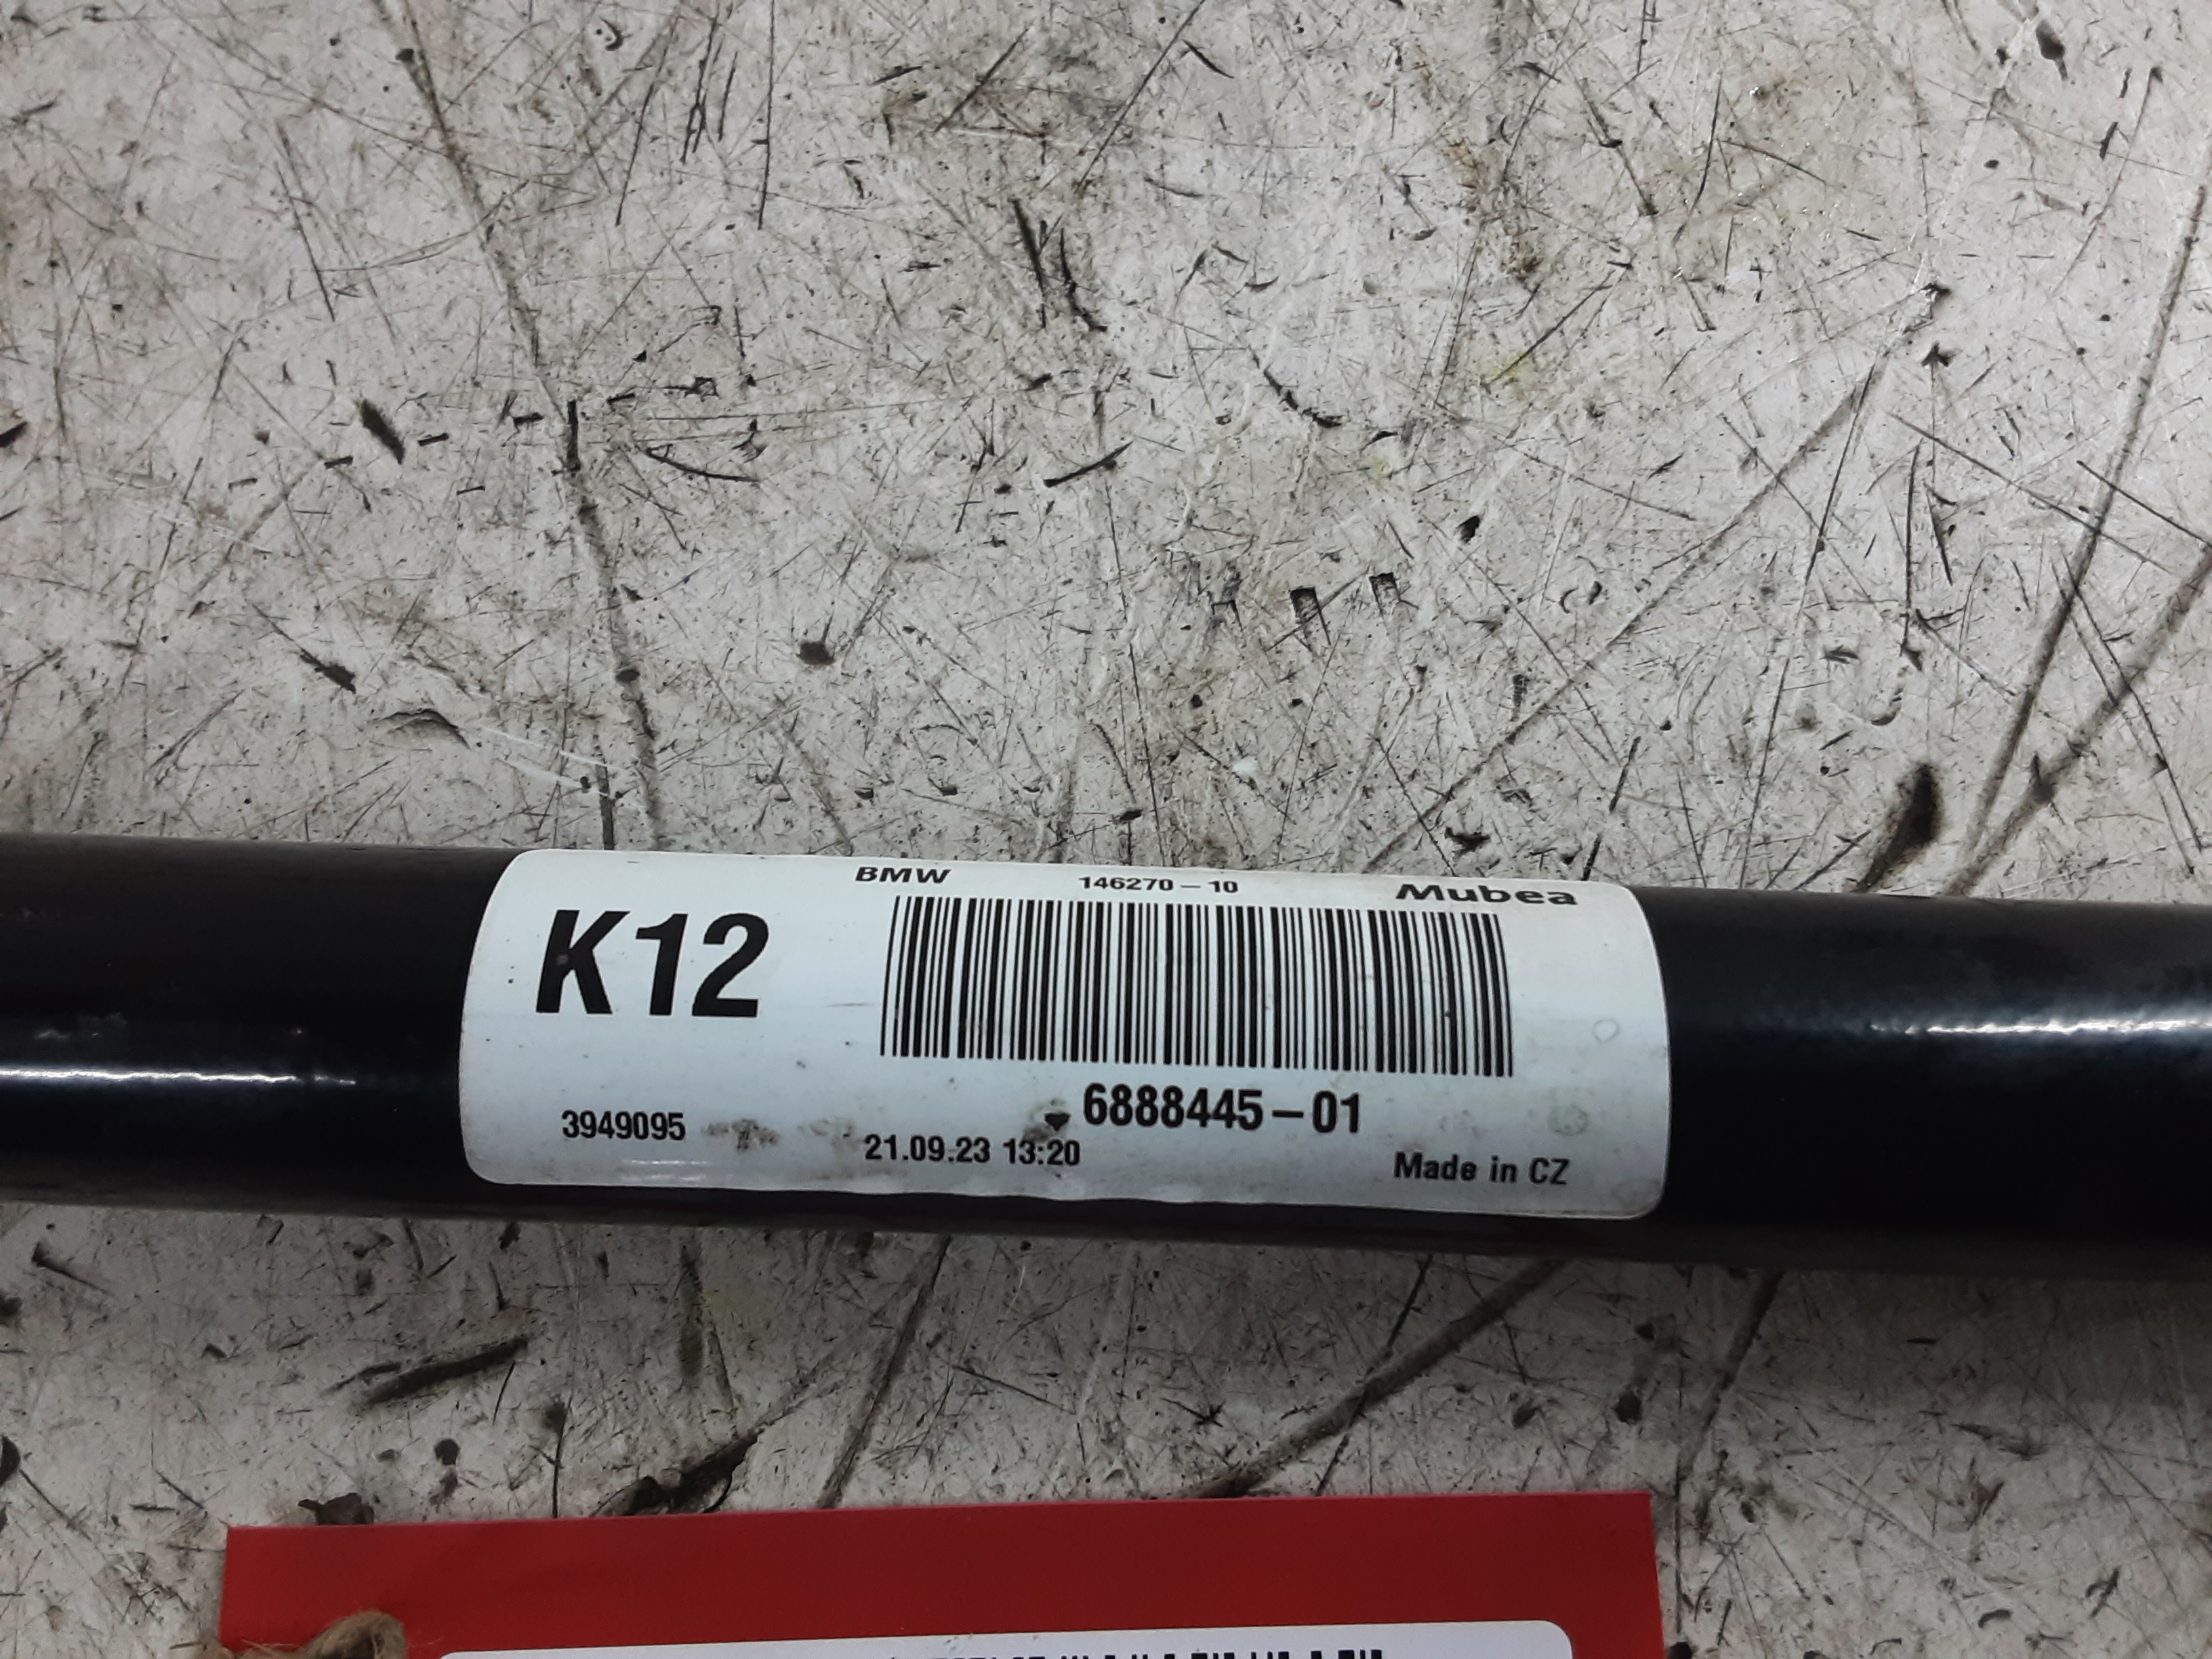 BMW 146270-10 Mubea
K12
6888445-01
3949095
21.09.23 13:20
Made in CZ